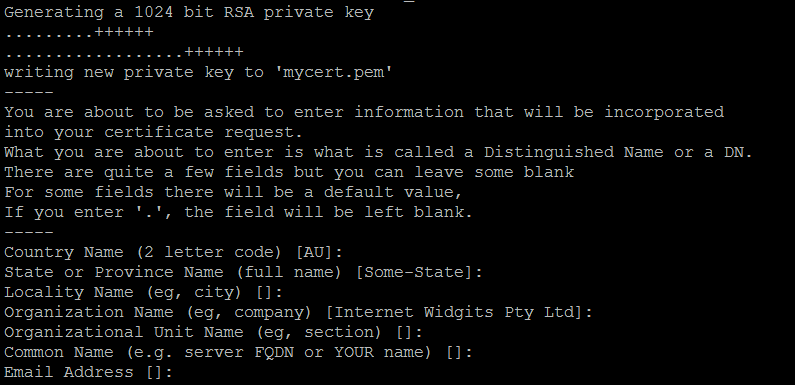 Generating a 1024 bit RSA private key
.........++++++
..................++++++
writing new private key to 'mycert.pem'
-----
You are about to be asked to enter information that will be incorporated
into your certificate request.
What you are about to enter is what is called a Distinguished Name or a DN.
There are quite a few fields but you can leave some blank
For some fields there will be a default value,
If you enter '.', the field will be left blank.
-----
Country Name (2 letter code) [AU]:
State or Province Name (full name) [Some-State]:
Locality Name (eg, city) []:
Organization Name (eg, company) [Internet Widgits Pty Ltd]:
Organizational Unit Name (eg, section) []:
Common Name (e.g. server FQDN or YOUR name) []:
Email Address []: